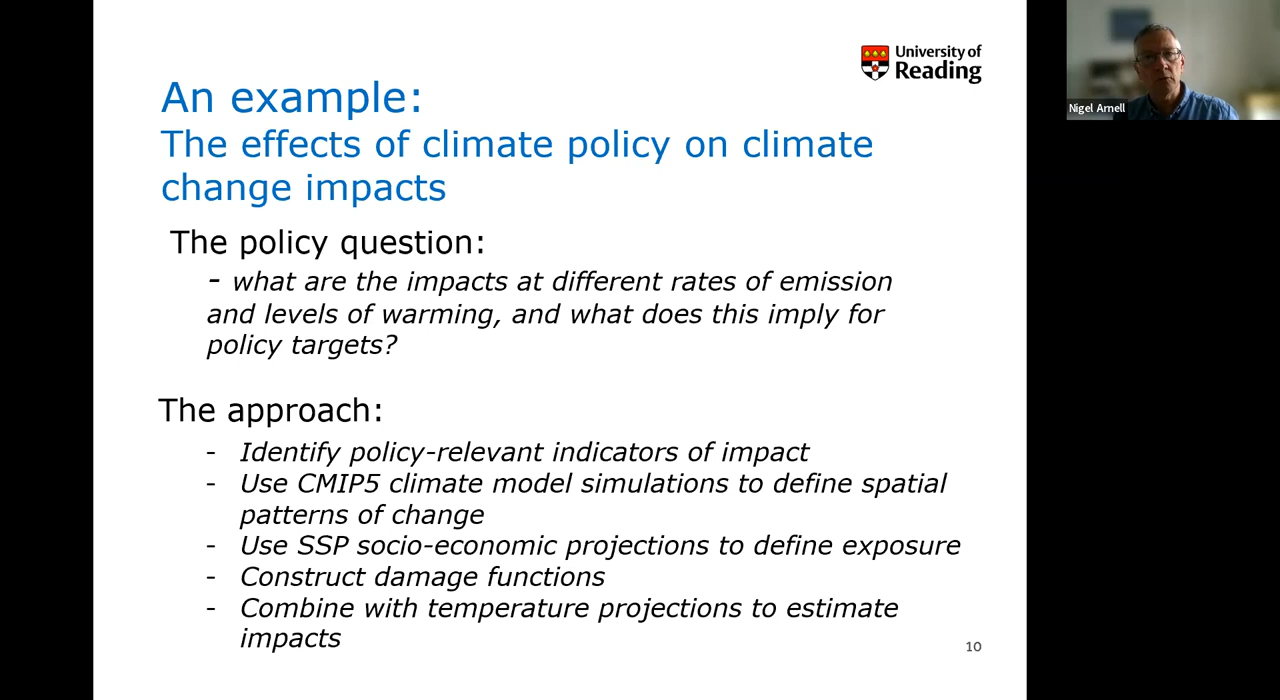 University of
Reading
Nigel Arnell
An example:
The effects of climate policy on climate
change impacts
The policy question:
- what are the impacts at different rates of emission
and levels of warming, and what does this imply for
policy targets?
The approach:
- Identify policy-relevant indicators of impact
- Use CMIP5 climate model simulations to define spatial
patterns of change
- Use SSP socio-economic projections to define exposure
- Construct damage functions
- Combine with temperature projections to estimate
impacts
10